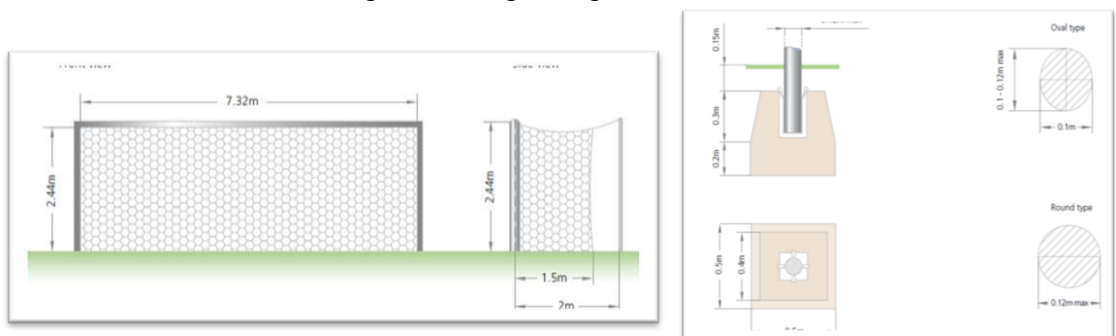 7.32m
2.44m
2.44m
1.5m
2m
0.15m
0.3m
0.2m
Oval type
0.1 - 0.12m max
0.1m
0.5m
0.4m
Round type
0.12m max